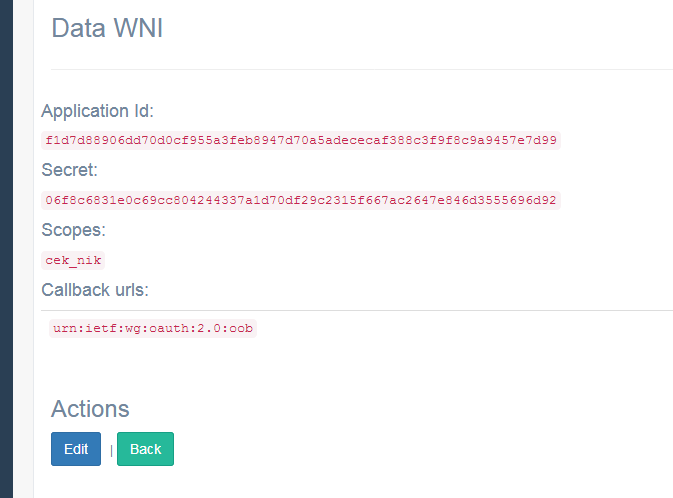 Data WNI
Application Id:
f1d7d88906dd70d0cf955a3feb8947d70a5adececaf388c3f9f8c9a9457e7d99
Secret:
06f8c6831e0c69cc804244337a1d70df29c2315f667ac2647e846d3555696d92
Scopes:
cek_nik
Callback urls:
urn:ietf:wg:oauth:2.0:oob
Actions
Edit | Back